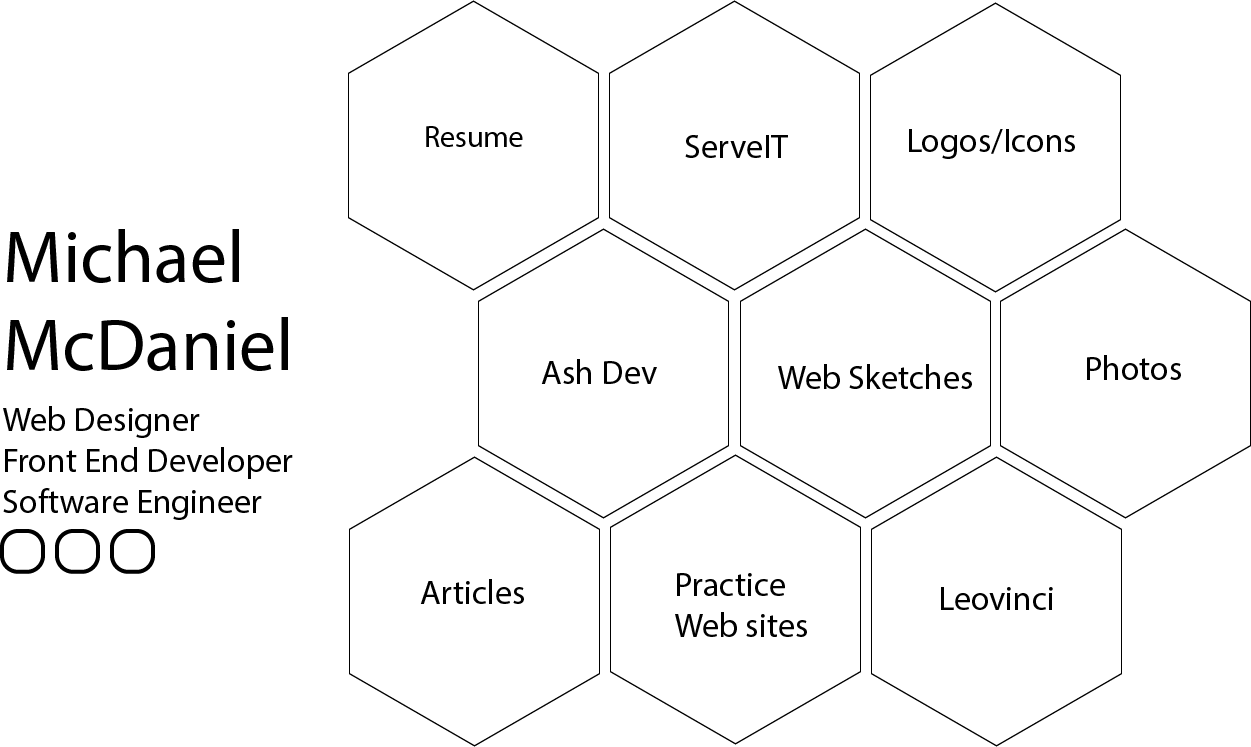 Michael
McDaniel
Web Designer
Front End Developer
Software Engineer
Resume
ServeIT
Logos/Icons
Ash Dev
Web Sketches
Photos
Articles
Practice
Web sites
Leovinci